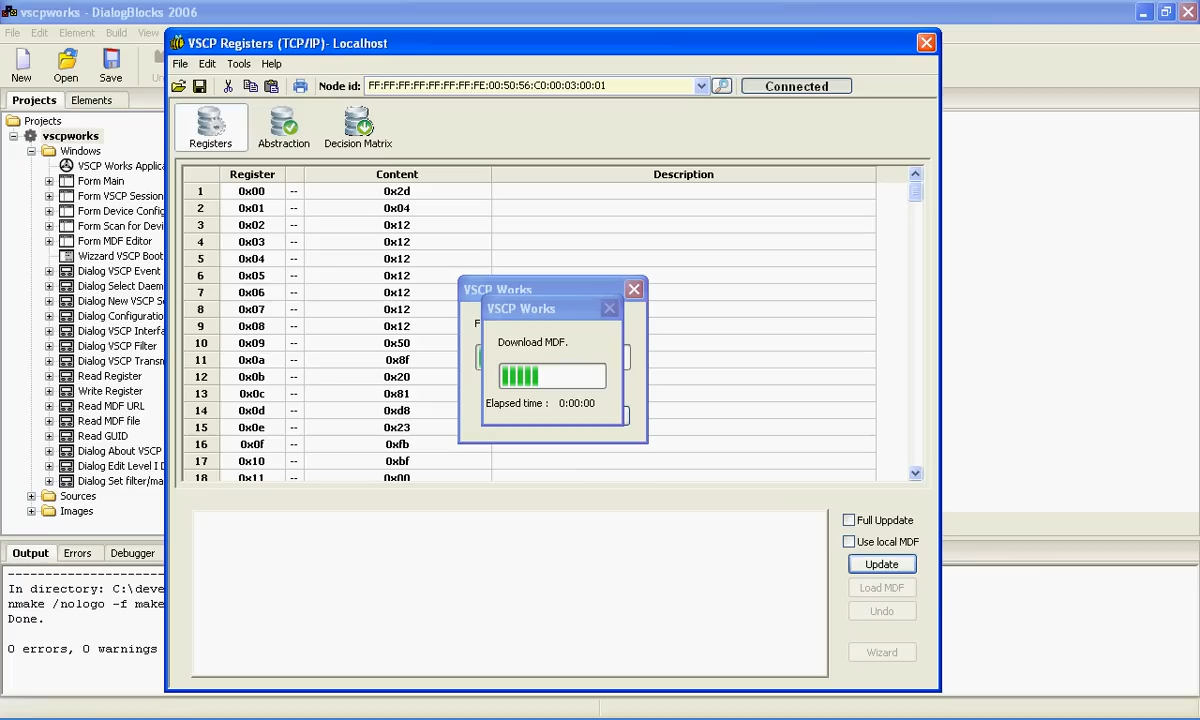 vscpworks - DialogBlocks 2006
File Edit Element Build View
New Open Save Un
Projects Elements
Projects
vscpworks
Windows
VSCP Works Applica
Form Main
Form VSCP Session
Form Device Config
Form Scan for Devi
Form MDF Editor
Wizzard VSCP Boot
Dialog VSCP Event
Dialog Select Daem
Dialog New VSCP Se
Dialog Configuratio
Dialog VSCP Interfa
Dialog VSCP Filter
Dialog VSCP Transm
Read Register
Write Register
Read MDF URL
Read MDF file
Read GUID
Dialog About VSCP
Dialog Edit Level I D
Dialog Set filter/ma
Sources
Images
Output Errors Debugger
In directory: C:\deve
nmake /nologo -f make
Done.
0 errors, 0 warnings
VSCP Registers (TCP/IP)- Localhost
File Edit Tools Help
Node id: FF:FF:FF:FF:FF:FF:FF:FE:00:50:56:C0:00:03:00:01 Connected
Registers Abstraction Decision Matrix
Register Content Description
1 0x00 -- 0x2d
2 0x01 -- 0x04
3 0x02 -- 0x12
4 0x03 -- 0x12
5 0x04 -- 0x12
6 0x05 -- 0x12
7 0x06 -- 0x12
8 0x07 -- 0x12
9 0x08 -- 0x12
10 0x09 -- 0x50
11 0x0a -- 0x8f
12 0x0b -- 0x20
13 0x0c -- 0x81
14 0x0d -- 0xd8
15 0x0e -- 0x23
16 0x0f -- 0xfb
17 0x10 -- 0xbf
18 0x11 -- 0x00
VSCP Works
F
VSCP Works
Download MDF.
Elapsed time : 0:00:00
Full Uppdate
Use local MDF
Update
Load MDF
Undo
Wizard